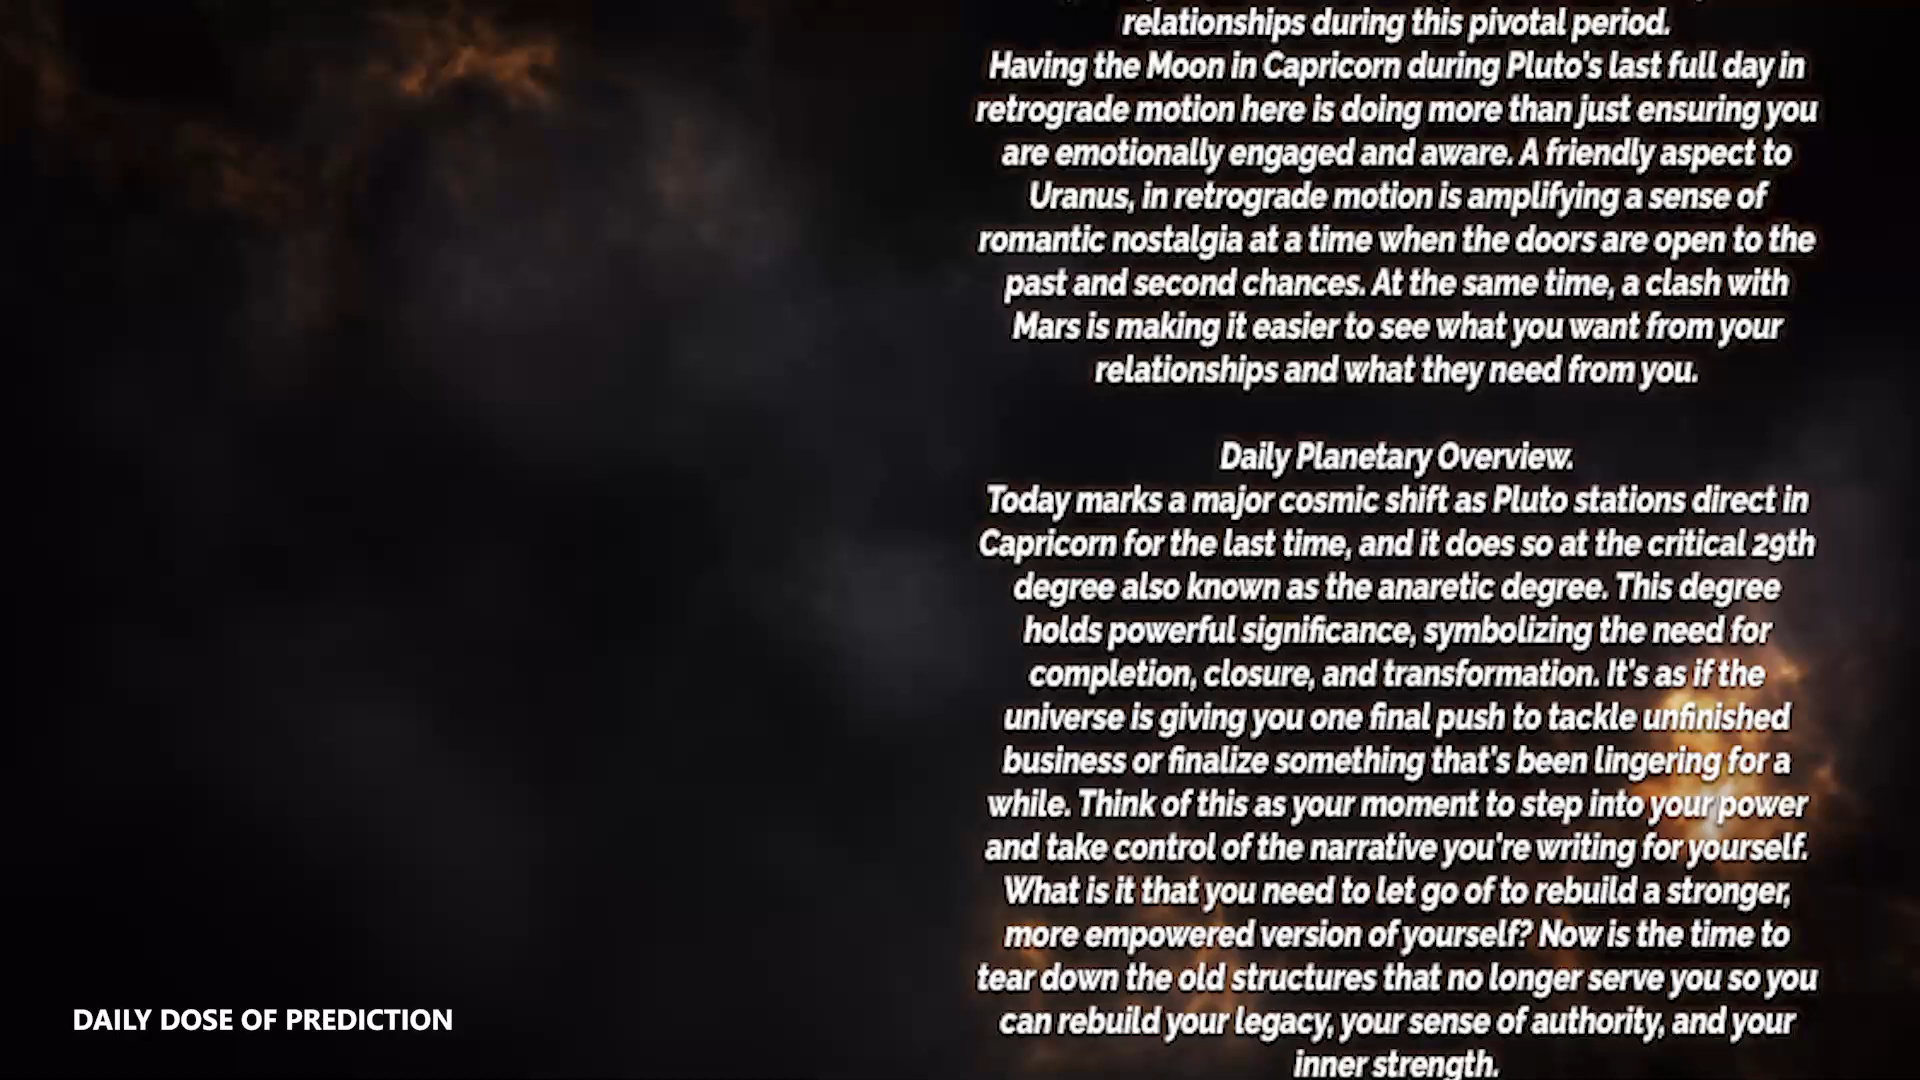 relationships during this pivotal period.
Having the Moon in Capricorn during Pluto's last full day in
retrograde motion here is doing more than just ensuring you
are emotionally engaged and aware. A friendly aspect to
Uranus, in retrograde motion is amplifying a sense of
romantic nostalgia at a time when the doors are open to the
past and second chances. At the same time, a clash with
Mars is making it easier to see what you want from your
relationships and what they need from you.
Daily Planetary Overview.
Today marks a major cosmic shift as Pluto stations direct in
Capricorn for the last time, and it does so at the critical 29th
degree also known as the anaretic degree. This degree
holds powerful significance, symbolizing the need for
completion, closure, and transformation. It's as if the
universe is giving you one final push to tackle unfinished
business or finalize something that's been lingering for a
while. Think of this as your moment to step into your power
and take control of the narrative you're writing for yourself.
What is it that you need to let go of to rebuild a stronger,
more empowered version of yourself? Now is the time to
tear down the old structures that no longer serve you so you
can rebuild your legacy, your sense of authority, and your
inner strength.
DAILY DOSE OF PREDICTION